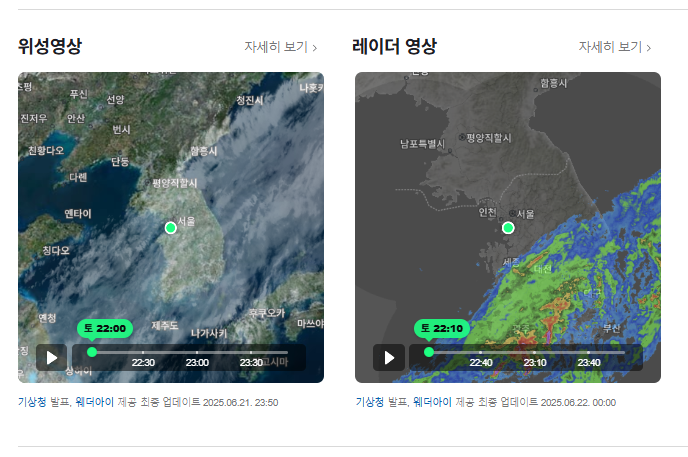 위성영상
자세히 보기 >
푸신
선양
청진시
나홋카
진저우
안산
번시
친황다오
단둥
함흥시
다롄
평양직할시
옌타이
서울
칭다오
옌청
후쿠오카
제주도
나가사키
마쓰야
토 22:00
22:30
23:00
23:30
고시마
상하이
기상청 발표, 웨더아이 제공 최종 업데이트 2025.06.21. 23:50
레이더 영상
자세히 보기 >
함흥시
남포특별시
평양직할시
인천
서울
세종
대전
대구
광주
부산
토 22:10
22:40
23:10
23:40
기상청 발표, 웨더아이 제공 최종 업데이트 2025.06.22. 00:00